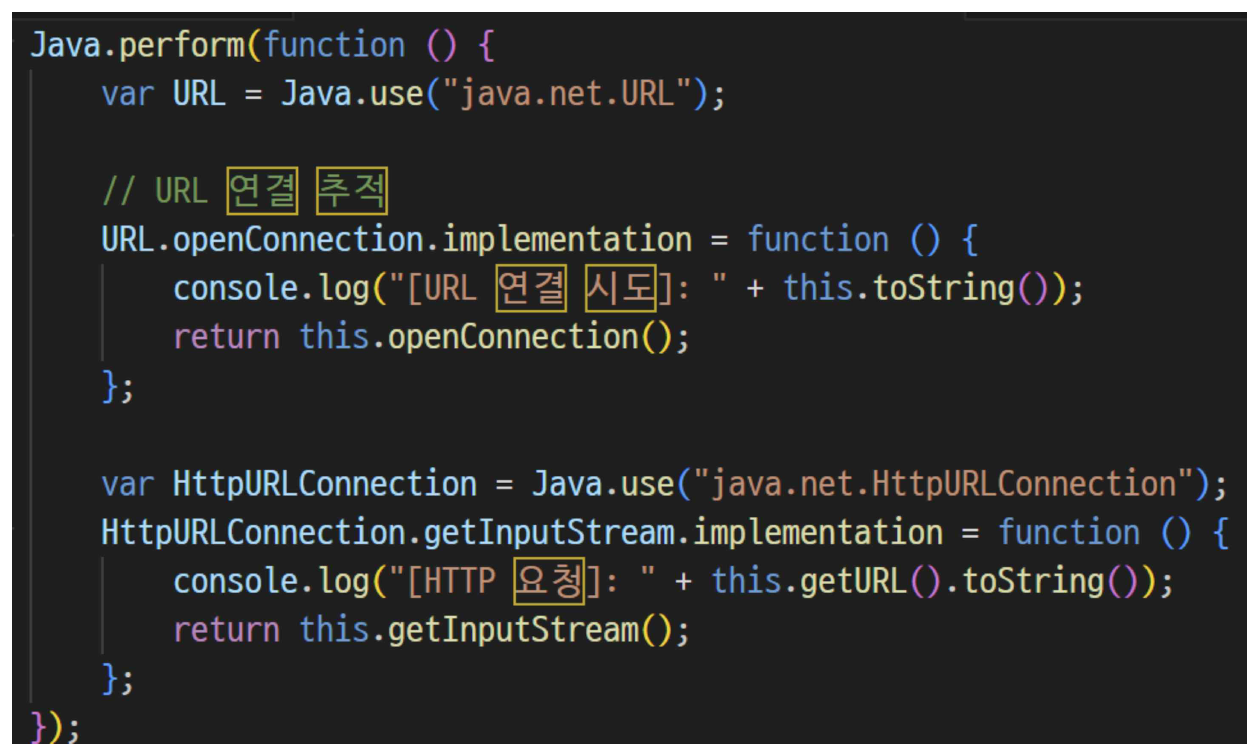 Java.perform(function () {
var URL = Java.use("java.net.URL");
// URL 연결 추적
URL.openConnection.implementation = function () {
console.log("[URL 연결 시도]: " + this.toString());
return this.openConnection();
};
var HttpURLConnection = Java.use("java.net.HttpURLConnection");
HttpURLConnection.getInputStream.implementation = function () {
console.log("[HTTP 요청]: " + this.getURL().toString());
return this.getInputStream();
};
});